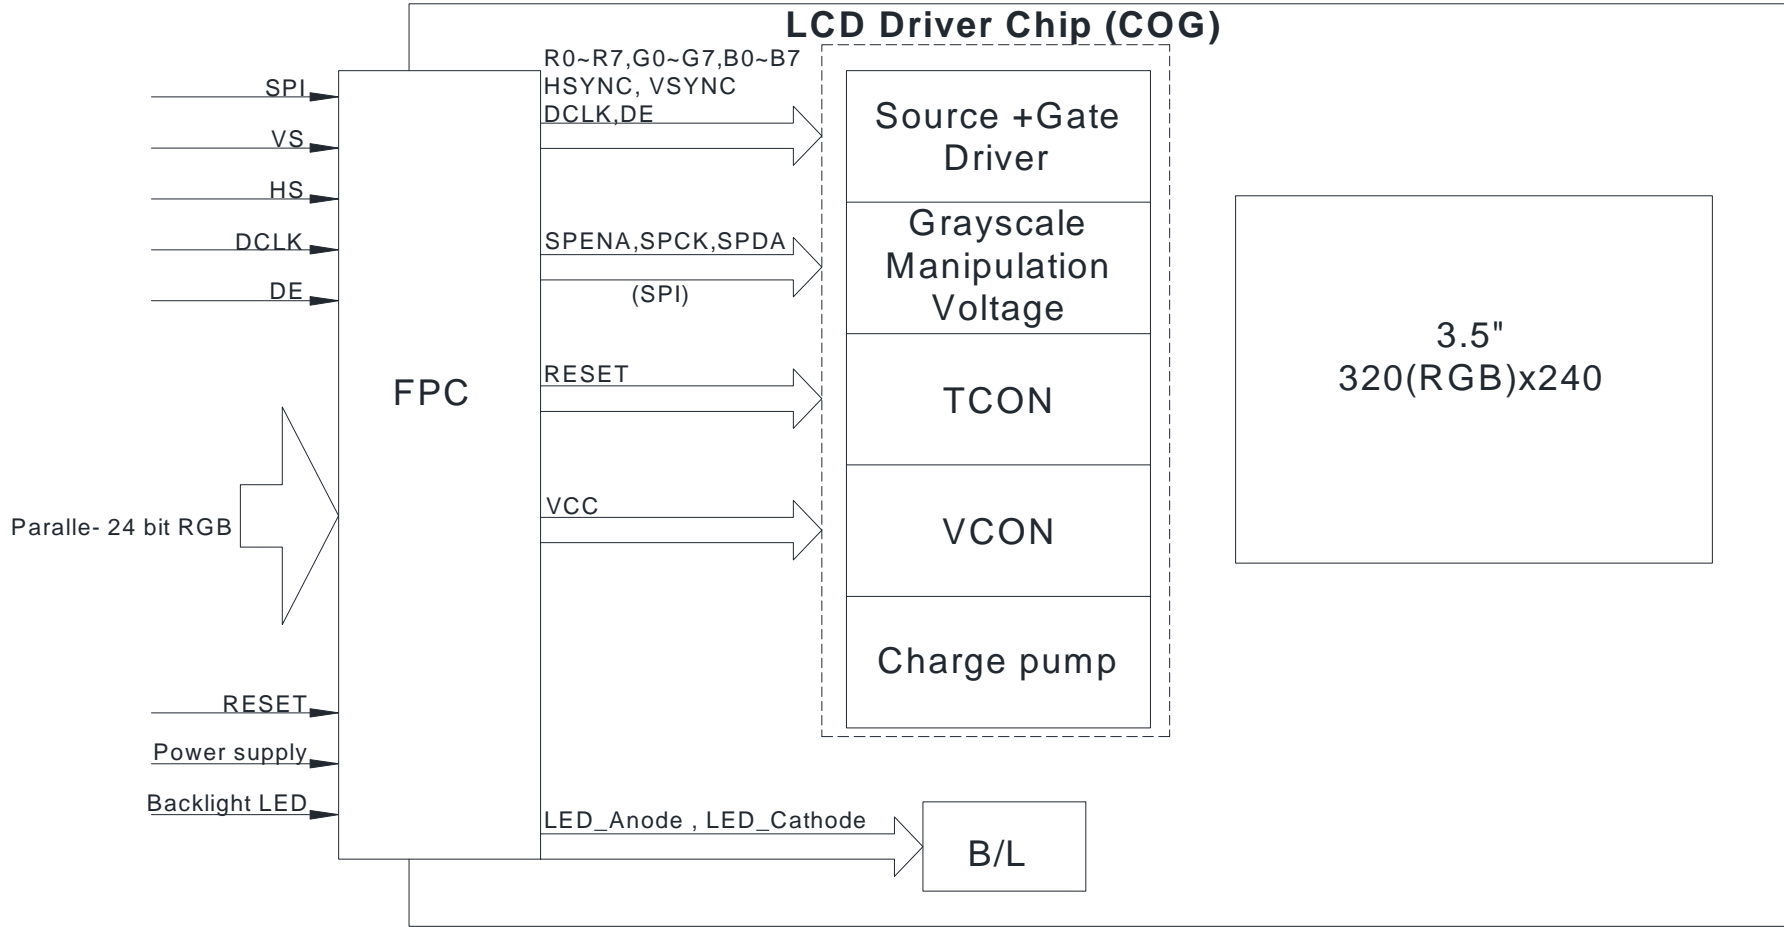 LCD Driver Chip (COG)
R0~R7,G0~G7,B0~B7
HSYNC, VSYNC
DCLK,DE
SPI
VS
HS
DCLK
DE
Paralle- 24 bit RGB
RESET
Power supply
Backlight LED
FPC
SPENA,SPCK,SPDA
(SPI)
RESET
VCC
LED_Anode , LED_Cathode
Source +Gate
Driver
Grayscale
Manipulation
Voltage
TCON
VCON
Charge pump
B/L
3.5"
320(RGB)x240